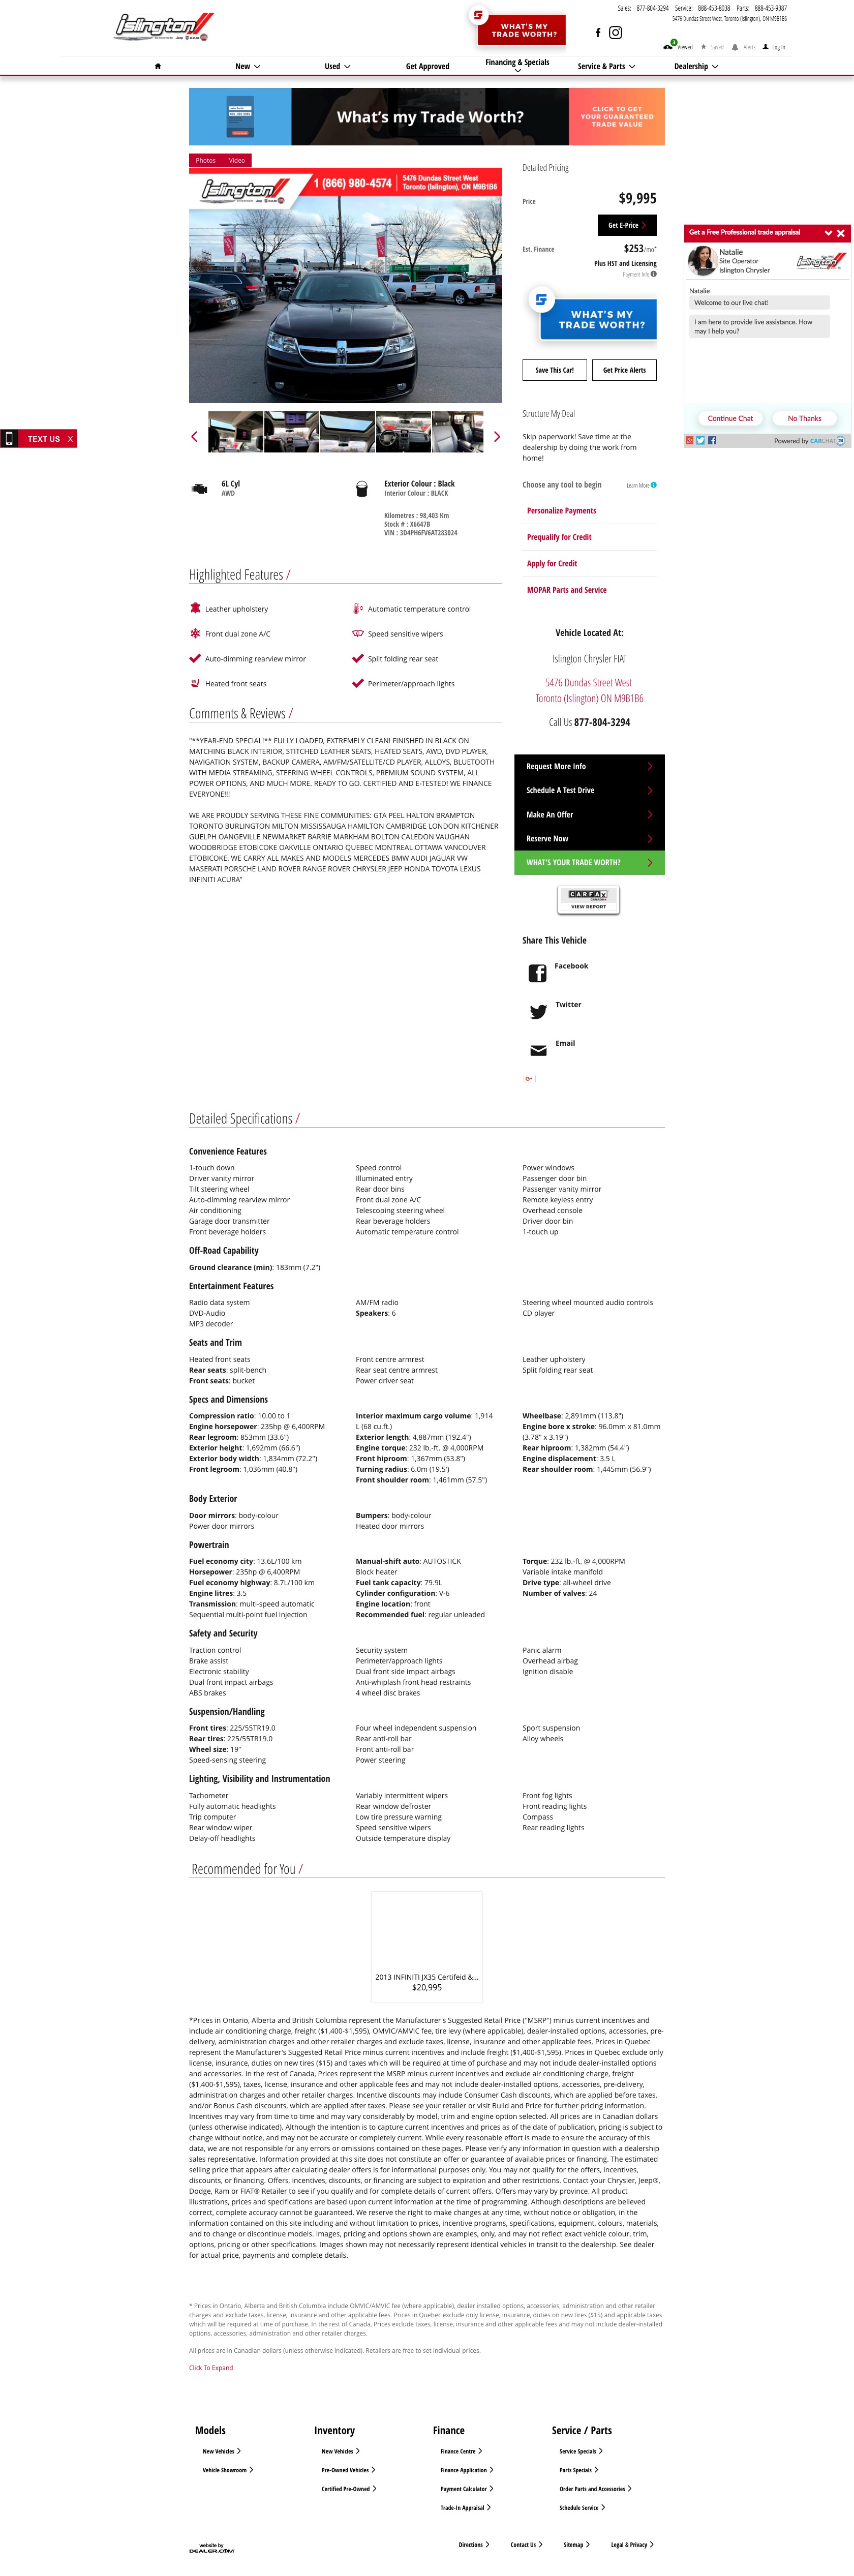 islington
WHAT'S MY
TRADE WORTH?
Sales: 877-804-3294 Service: 888-453-8038 Parts: 888-453-9387
5476 Dundas Street West, Toronto (Islington), ON M9B1B6
Viewed Saved Alerts Log in
New Used Get Approved Financing & Specials Service & Parts Dealership
What's my Trade Worth?
CLICK TO GET
YOUR GUARANTEED
TRADE VALUE
Photos Video
islington
1 (866) 980-4574
5476 Dundas Street West
Toronto (Islington), ON M9B1B6
Detailed Pricing
Price $9,995
Get E-Price
Est. Finance $253/mo*
Plus HST and Licensing
Payment Info
WHAT'S MY
TRADE WORTH?
Save This Car! Get Price Alerts
Get a Free Professional trade appraisal
Natalie
Site Operator
Islington Chrysler
islington
Natalie
Welcome to our live chat!
I am here to provide live assistance. How
may I help you?
Continue Chat No Thanks
Powered by CARCHAT24
TEXT US X
Structure My Deal
Skip paperwork! Save time at the
dealership by doing the work from
home!
Choose any tool to begin Learn More
Personalize Payments
Prequalify for Credit
Apply for Credit
MOPAR Parts and Service
6L Cyl
AWD
Exterior Colour : Black
Interior Colour : BLACK
Kilometres : 98,403 Km
Stock # : X6647B
VIN : 3D4PH6FV6AT283024
Highlighted Features /
Leather upholstery Automatic temperature control
Front dual zone A/C Speed sensitive wipers
Auto-dimming rearview mirror Split folding rear seat
Heated front seats Perimeter/approach lights
Vehicle Located At:
Islington Chrysler FIAT
5476 Dundas Street West
Toronto (Islington) ON M9B1B6
Call Us 877-804-3294
Comments & Reviews /
"**YEAR-END SPECIAL!** FULLY LOADED, EXTREMELY CLEAN! FINISHED IN BLACK ON
MATCHING BLACK INTERIOR, STITCHED LEATHER SEATS, HEATED SEATS, AWD, DVD PLAYER,
NAVIGATION SYSTEM, BACKUP CAMERA, AM/FM/SATELLITE/CD PLAYER, ALLOYS, BLUETOOTH
WITH MEDIA STREAMING, STEERING WHEEL CONTROLS, PREMIUM SOUND SYSTEM, ALL
POWER OPTIONS, AND MUCH MORE. READY TO GO. CERTIFIED AND E-TESTED! WE FINANCE
EVERYONE!!!
WE ARE PROUDLY SERVING THESE FINE COMMUNITIES: GTA PEEL HALTON BRAMPTON
TORONTO BURLINGTON MILTON MISSISSAUGA HAMILTON CAMBRIDGE LONDON KITCHENER
GUELPH OANGEVILLE NEWMARKET BARRIE MARKHAM BOLTON CALEDON VAUGHAN
WOODBRIDGE ETOBICOKE OAKVILLE ONTARIO QUEBEC MONTREAL OTTAWA VANCOUVER
ETOBICOKE. WE CARRY ALL MAKES AND MODELS MERCEDES BMW AUDI JAGUAR VW
MASERATI PORSCHE LAND ROVER RANGE ROVER CHRYSLER JEEP HONDA TOYOTA LEXUS
INFINITI ACURA"
Request More Info
Schedule A Test Drive
Make An Offer
Reserve Now
WHAT'S YOUR TRADE WORTH?
CARFAX
CANADA
VIEW REPORT
Share This Vehicle
Facebook
Twitter
Email
G+
Detailed Specifications /
Convenience Features
1-touch down Speed control Power windows
Driver vanity mirror Illuminated entry Passenger door bin
Tilt steering wheel Rear door bins Passenger vanity mirror
Auto-dimming rearview mirror Front dual zone A/C Remote keyless entry
Air conditioning Telescoping steering wheel Overhead console
Garage door transmitter Rear beverage holders Driver door bin
Front beverage holders Automatic temperature control 1-touch up
Off-Road Capability
Ground clearance (min): 183mm (7.2")
Entertainment Features
Radio data system AM/FM radio Steering wheel mounted audio controls
DVD-Audio Speakers: 6 CD player
MP3 decoder
Seats and Trim
Heated front seats Front centre armrest Leather upholstery
Rear seats: split-bench Rear seat centre armrest Split folding rear seat
Front seats: bucket Power driver seat
Specs and Dimensions
Compression ratio: 10.00 to 1
Engine horsepower: 235hp @ 6,400RPM
Rear legroom: 853mm (33.6")
Exterior height: 1,692mm (66.6")
Exterior body width: 1,834mm (72.2")
Front legroom: 1,036mm (40.8")
Interior maximum cargo volume: 1,914
L (68 cu.ft.)
Exterior length: 4,887mm (192.4")
Engine torque: 232 lb.-ft. @ 4,000RPM
Front hiproom: 1,367mm (53.8")
Turning radius: 6.0m (19.5')
Front shoulder room: 1,461mm (57.5")
Wheelbase: 2,891mm (113.8")
Engine bore x stroke: 96.0mm x 81.0mm
(3.78" x 3.19")
Rear hiproom: 1,382mm (54.4")
Engine displacement: 3.5 L
Rear shoulder room: 1,445mm (56.9")
Body Exterior
Door mirrors: body-colour Bumpers: body-colour
Power door mirrors Heated door mirrors
Powertrain
Fuel economy city: 13.6L/100 km Manual-shift auto: AUTOSTICK Torque: 232 lb.-ft. @ 4,000RPM
Horsepower: 235hp @ 6,400RPM Block heater Variable intake manifold
Fuel economy highway: 8.7L/100 km Fuel tank capacity: 79.9L Drive type: all-wheel drive
Engine litres: 3.5 Cylinder configuration: V-6 Number of valves: 24
Transmission: multi-speed automatic Engine location: front
Sequential multi-point fuel injection Recommended fuel: regular unleaded
Safety and Security
Traction control Security system Panic alarm
Brake assist Perimeter/approach lights Overhead airbag
Electronic stability Dual front side impact airbags Ignition disable
Dual front impact airbags Anti-whiplash front head restraints
ABS brakes 4 wheel disc brakes
Suspension/Handling
Front tires: 225/55TR19.0 Four wheel independent suspension Sport suspension
Rear tires: 225/55TR19.0 Rear anti-roll bar Alloy wheels
Wheel size: 19" Front anti-roll bar
Speed-sensing steering Power steering
Lighting, Visibility and Instrumentation
Tachometer Variably intermittent wipers Front fog lights
Fully automatic headlights Rear window defroster Front reading lights
Trip computer Low tire pressure warning Compass
Rear window wiper Speed sensitive wipers Rear reading lights
Delay-off headlights Outside temperature display
Recommended for You /
2013 INFINITI JX35 Certifeid &...
$20,995
*Prices in Ontario, Alberta and British Columbia represent the Manufacturer's Suggested Retail Price ("MSRP") minus current incentives and
include air conditioning charge, freight ($1,400-$1,595), OMVIC/AMVIC fee, tire levy (where applicable), dealer-installed options, accessories, pre-
delivery, administration charges and other retailer charges and exclude taxes, license, insurance and other applicable fees. Prices in Quebec
represent the Manufacturer's Suggested Retail Price minus current incentives and include freight ($1,400-$1,595). Prices in Quebec exclude only
license, insurance, duties on new tires ($15) and taxes which will be required at time of purchase and may not include dealer-installed options
and accessories. In the rest of Canada, Prices represent the MSRP minus current incentives and exclude air conditioning charge, freight
($1,400-$1,595), taxes, license, insurance and other applicable fees and may not include dealer-installed options, accessories, pre-delivery,
administration charges and other retailer charges. Incentive discounts may include Consumer Cash discounts, which are applied before taxes,
and/or Bonus Cash discounts, which are applied after taxes. Please see your retailer or visit Build and Price for further pricing information.
Incentives may vary from time to time and may vary considerably by model, trim and engine option selected. All prices are in Canadian dollars
(unless otherwise indicated). Although the intention is to capture current incentives and prices as of the date of publication, pricing is subject to
change without notice, and may not be accurate or completely current. While every reasonable effort is made to ensure the accuracy of this
data, we are not responsible for any errors or omissions contained on these pages. Please verify any information in question with a dealership
sales representative. Information provided at this site does not constitute an offer or guarantee of available prices or financing. The estimated
selling price that appears after calculating dealer offers is for informational purposes only. You may not qualify for the offers, incentives,
discounts, or financing. Offers, incentives, discounts, or financing are subject to expiration and other restrictions. Contact your Chrysler, Jeep®,
Dodge, Ram or FIAT® Retailer to see if you qualify and for complete details of current offers. Offers may vary by province. All product
illustrations, prices and specifications are based upon current information at the time of programming. Although descriptions are believed
correct, complete accuracy cannot be guaranteed. We reserve the right to make changes at any time, without notice or obligation, in the
information contained on this site including and without limitation to prices, incentive programs, specifications, equipment, colours, materials,
and to change or discontinue models. Images, pricing and options shown are examples, only, and may not reflect exact vehicle colour, trim,
options, pricing or other specifications. Images shown may not necessarily represent identical vehicles in transit to the dealership. See dealer
for actual price, payments and complete details.
* Prices in Ontario, Alberta and British Columbia include OMVIC/AMVIC fee (where applicable), dealer installed options, accessories, administration and other retailer
charges and exclude taxes, license, insurance and other applicable fees. Prices in Quebec exclude only license, insurance, duties on new tires ($15) and applicable taxes
which will be required at time of purchase. In the rest of Canada, Prices exclude taxes, license, insurance and other applicable fees and may not include dealer-installed
options, accessories, administration and other retailer charges.
All prices are in Canadian dollars (unless otherwise indicated). Retailers are free to set individual prices.
Click To Expand
Models Inventory Finance Service / Parts
New Vehicles New Vehicles Finance Centre Service Specials
Vehicle Showroom Pre-Owned Vehicles Finance Application Parts Specials
Certified Pre-Owned Payment Calculator Order Parts and Accessories
Trade-In Appraisal Schedule Service
website by
DEALER.COM
Directions Contact Us Sitemap Legal & Privacy